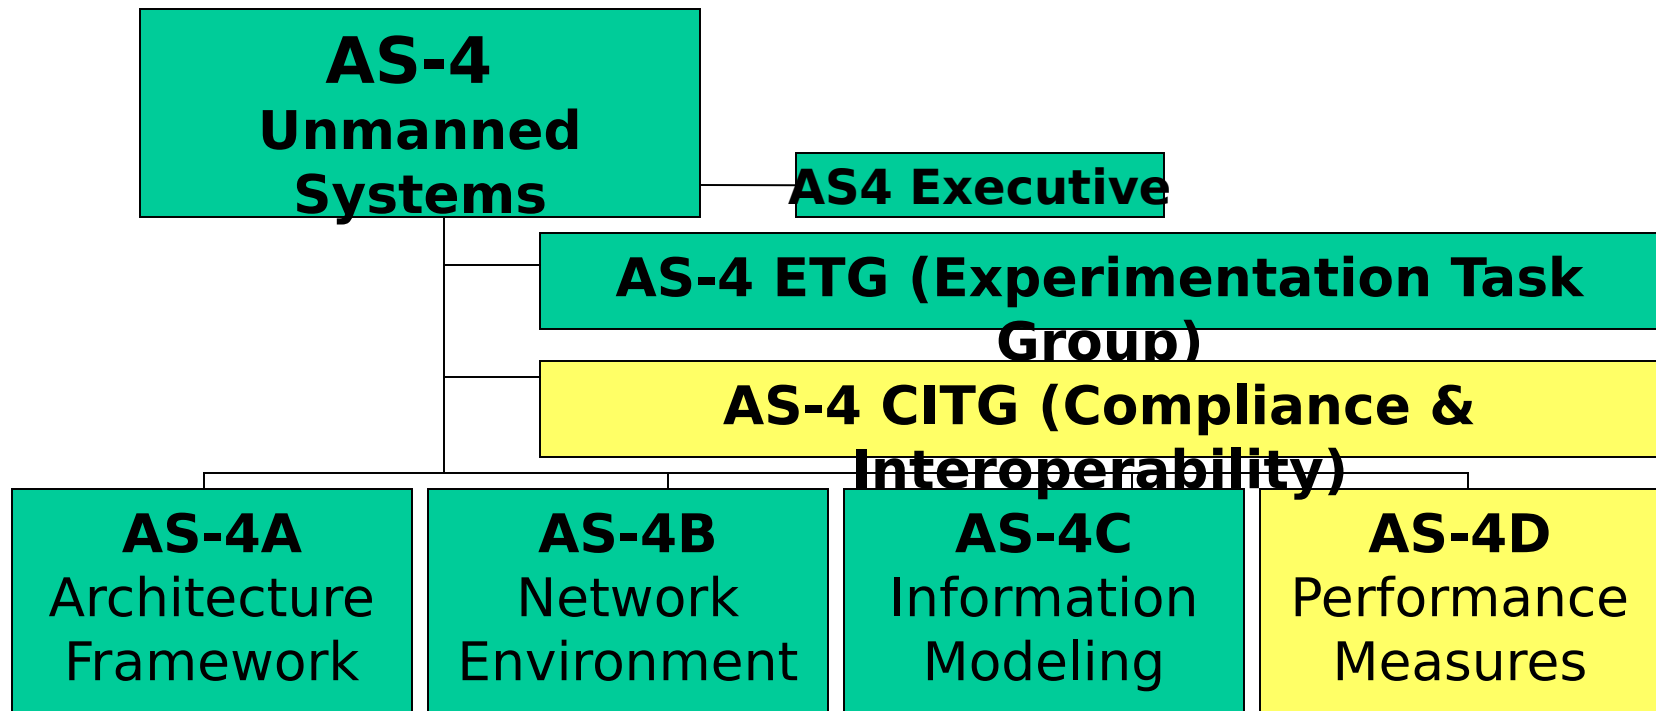 AS-4
Unmanned
Systems
AS4 Executive
AS-4 ETG (Experimentation Task
Group)
AS-4 CITG (Compliance &
Interoperability)
AS-4A
Architecture
Framework
AS-4B
Network
Environment
AS-4C
Information
Modeling
AS-4D
Performance
Measures